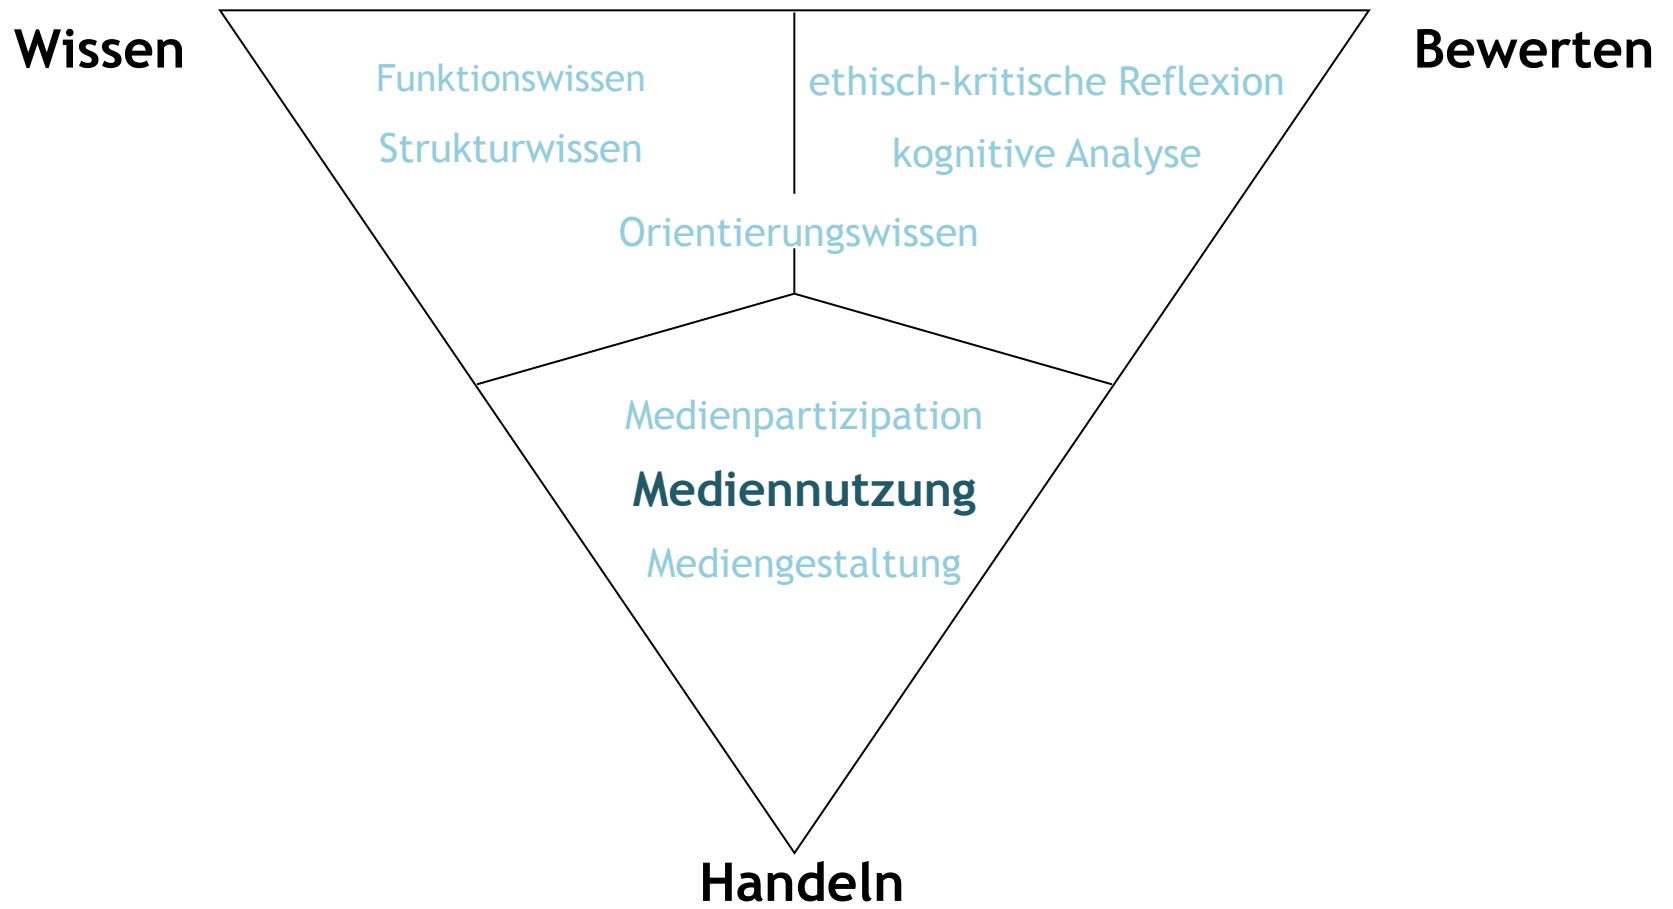 Wissen
Bewerten
Funktionswissen
ethisch-kritische Reflexion
Strukturwissen
kognitive Analyse
Orientierungswissen
Medienpartizipation
Mediennutzung
Mediengestaltung
Handeln